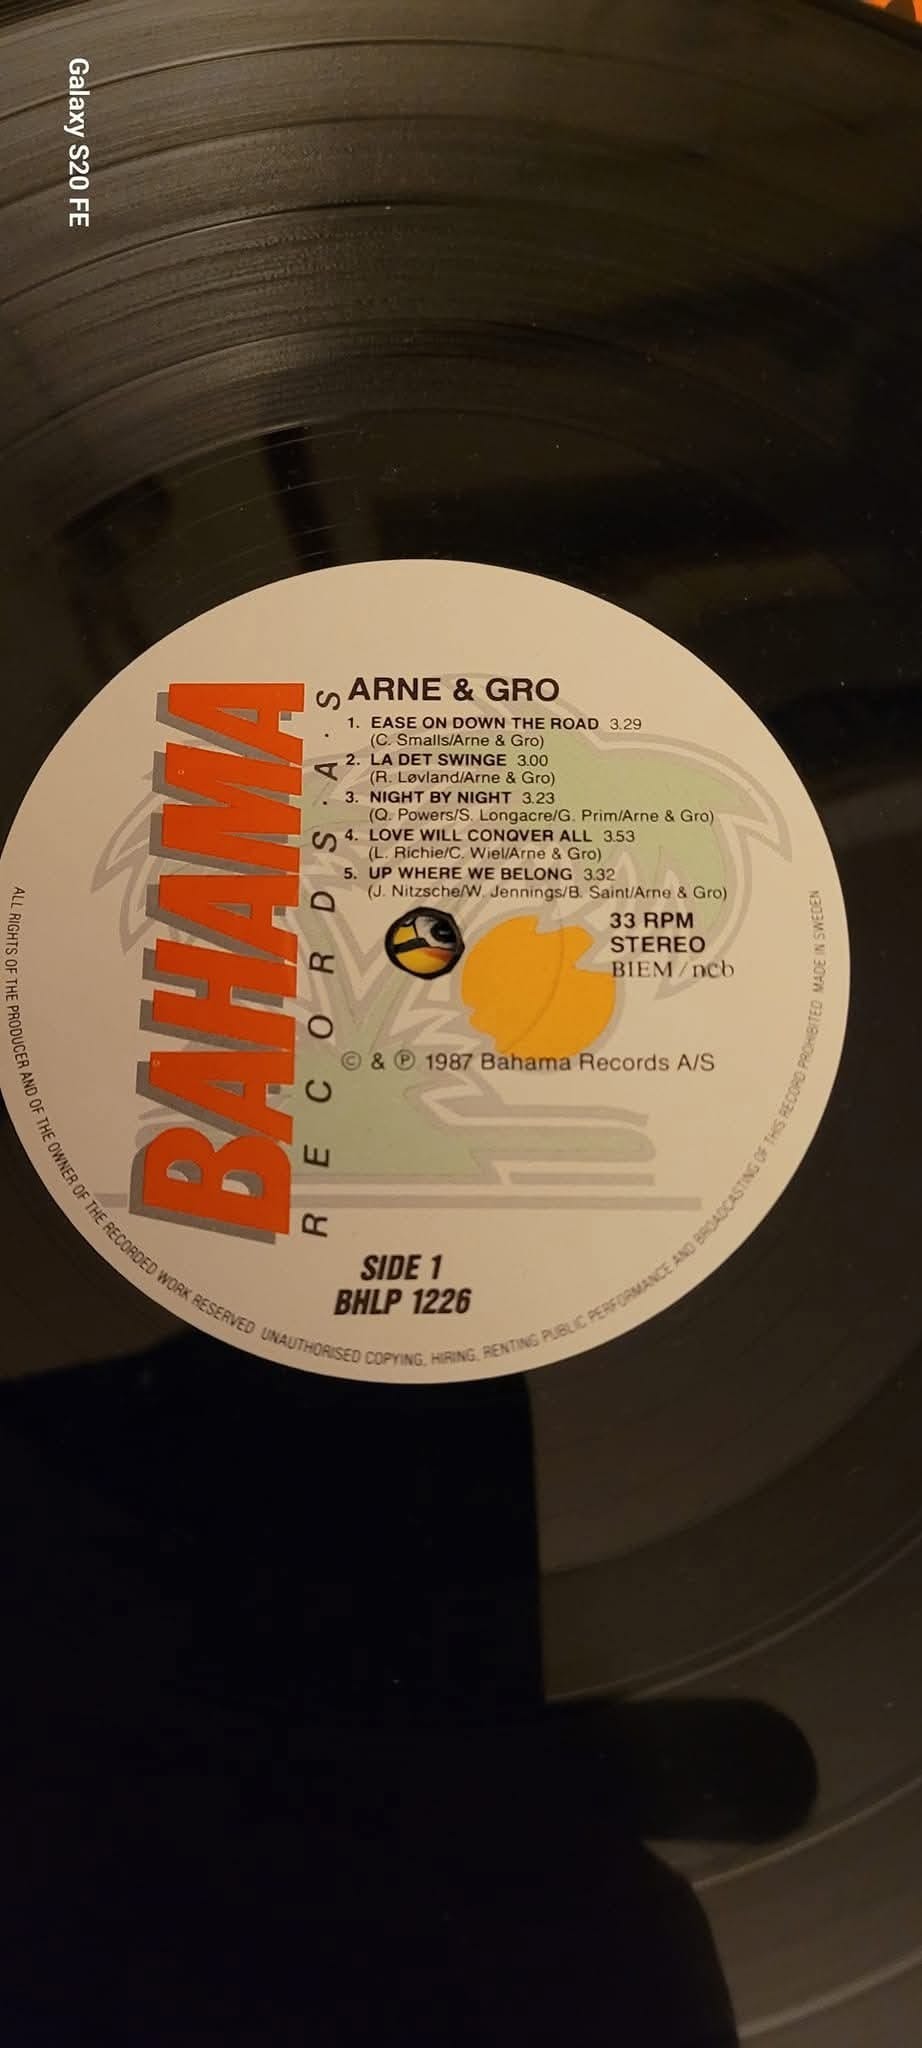 Galaxy S20 FE
BAHAMA
RECORDS A.S.
ARNE & GRO
1. EASE ON DOWN THE ROAD 3.29
(C. Smalls/Arne & Gro)
2. LA DET SWINGE 3.00
(R. Løvland/Arne & Gro)
3. NIGHT BY NIGHT 3.23
(Q. Powers/S. Longacre/G. Prim/Arne & Gro)
4. LOVE WILL CONQVER ALL 3.53
(L. Richie/C. Wiel/Arne & Gro)
5. UP WHERE WE BELONG 3.32
(J. Nitzsche/W. Jennings/B. Saint/Arne & Gro)
33 RPM
STEREO
BIEM/ncb
© & ℗ 1987 Bahama Records A/S
SIDE 1
BHLP 1226
ALL RIGHTS OF THE PRODUCER AND OF THE OWNER OF THE RECORDED WORK RESERVED UNAUTHORISED COPYING, HIRING, RENTING PUBLIC PERFORMANCE AND BROADCASTING OF THIS RECORD PROHIBITED MADE IN SWEDEN